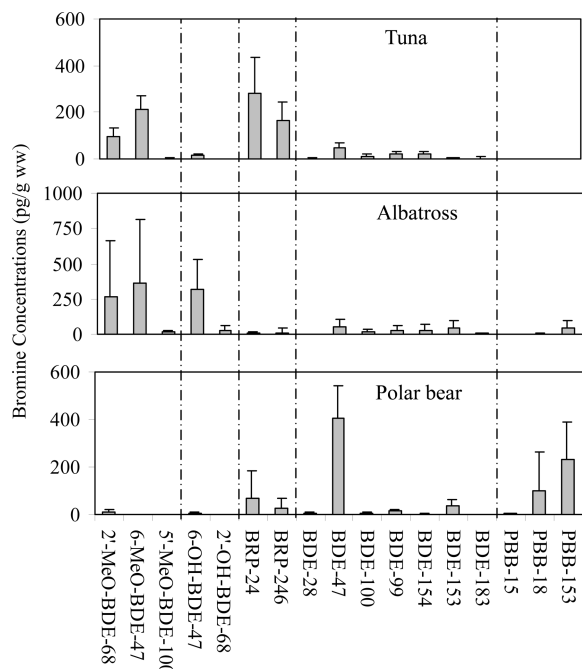 Bromine Concentrations (pg/g ww)
600
400
200
0
Tuna
1000
750
500
250
0
Albatross
600
400
200
0
Polar bear
2'-MeO-BDE-68
6-MeO-BDE-47
5'-MeO-BDE-100
6-OH-BDE-47
2'-OH-BDE-68
BRP-24
BRP-246
BDE-28
BDE-47
BDE-100
BDE-99
BDE-154
BDE-153
BDE-183
PBB-15
PBB-18
PBB-153